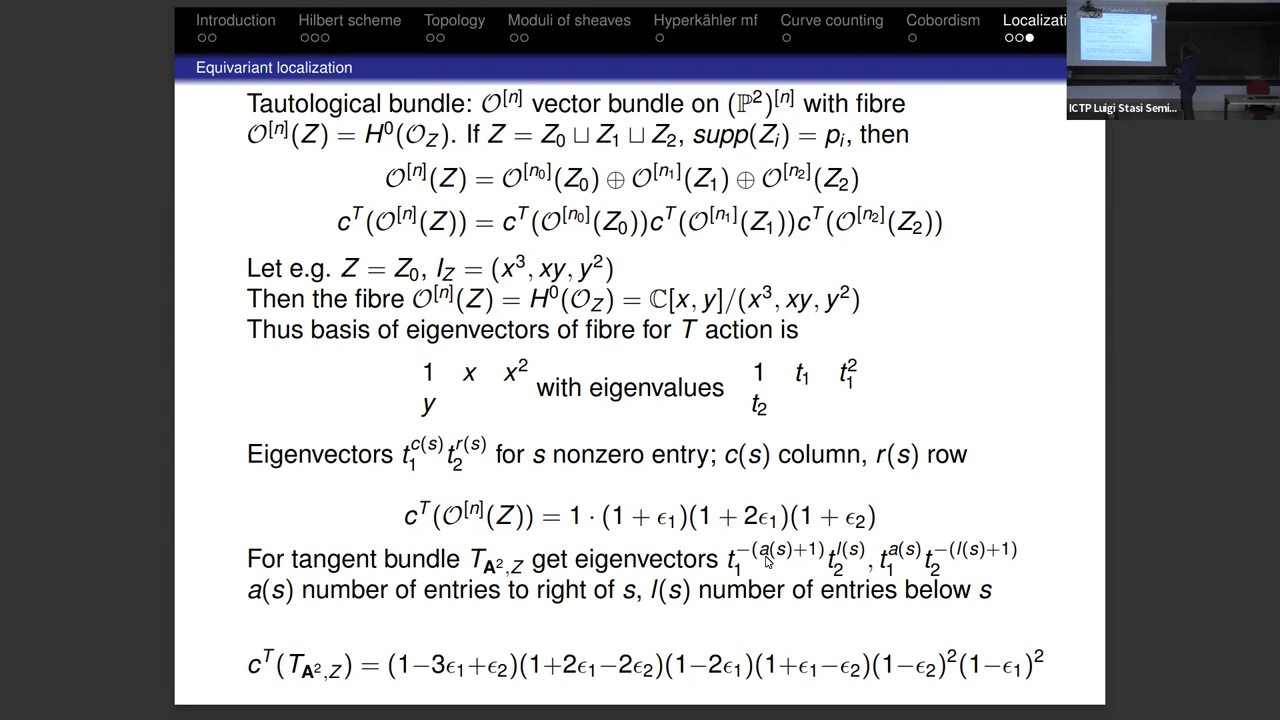 Introduction Hilbert scheme Topology Moduli of sheaves Hyperkähler mf Curve counting Cobordism Localizati
Equivariant localization
ICTP Luigi Stasi Semi...
Tautological bundle: 𝒪^[n] vector bundle on (ℙ²)^[n] with fibre
𝒪^[n](Z) = H⁰(𝒪_Z). If Z = Z₀ ⊔ Z₁ ⊔ Z₂, supp(Z_i) = p_i, then
𝒪^[n](Z) = 𝒪^[n₀](Z₀) ⊕ 𝒪^[n₁](Z₁) ⊕ 𝒪^[n₂](Z₂)
c^T(𝒪^[n](Z)) = c^T(𝒪^[n₀](Z₀))c^T(𝒪^[n₁](Z₁))c^T(𝒪^[n₂](Z₂))
Let e.g. Z = Z₀, I_Z = (x³, xy, y²)
Then the fibre 𝒪^[n](Z) = H⁰(𝒪_Z) = ℂ[x, y]/(x³, xy, y²)
Thus basis of eigenvectors of fibre for T action is
1 x x² 1 t₁ t₁²
with eigenvalues
y t₂
Eigenvectors t₁^c(s) t₂^r(s) for s nonzero entry; c(s) column, r(s) row
c^T(𝒪^[n](Z)) = 1 · (1 + ϵ₁)(1 + 2ϵ₁)(1 + ϵ₂)
For tangent bundle T_{𝐀²,Z} get eigenvectors t₁^−(a(s)+1) t₂^l(s), t₁^a(s) t₂^−(l(s)+1)
a(s) number of entries to right of s, l(s) number of entries below s
c^T(T_{𝐀²,Z}) = (1−3ϵ₁+ϵ₂)(1+2ϵ₁−2ϵ₂)(1−2ϵ₁)(1+ϵ₁−ϵ₂)(1−ϵ₂)²(1−ϵ₁)²